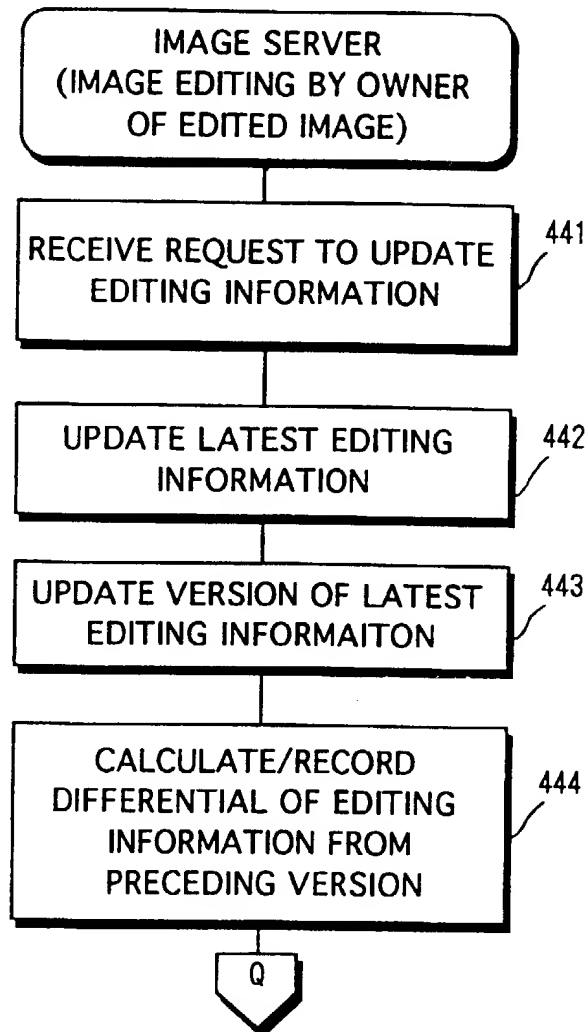 IMAGE SERVER
(IMAGE EDITING BY OWNER
OF EDITED IMAGE)
RECEIVE REQUEST TO UPDATE
EDITING INFORMATION
441
UPDATE LATEST EDITING
INFORMATION
442
UPDATE VERSION OF LATEST
EDITING INFORMAITON
443
CALCULATE/RECORD
DIFFERENTIAL OF EDITING
INFORMATION FROM
PRECEDING VERSION
444
Q